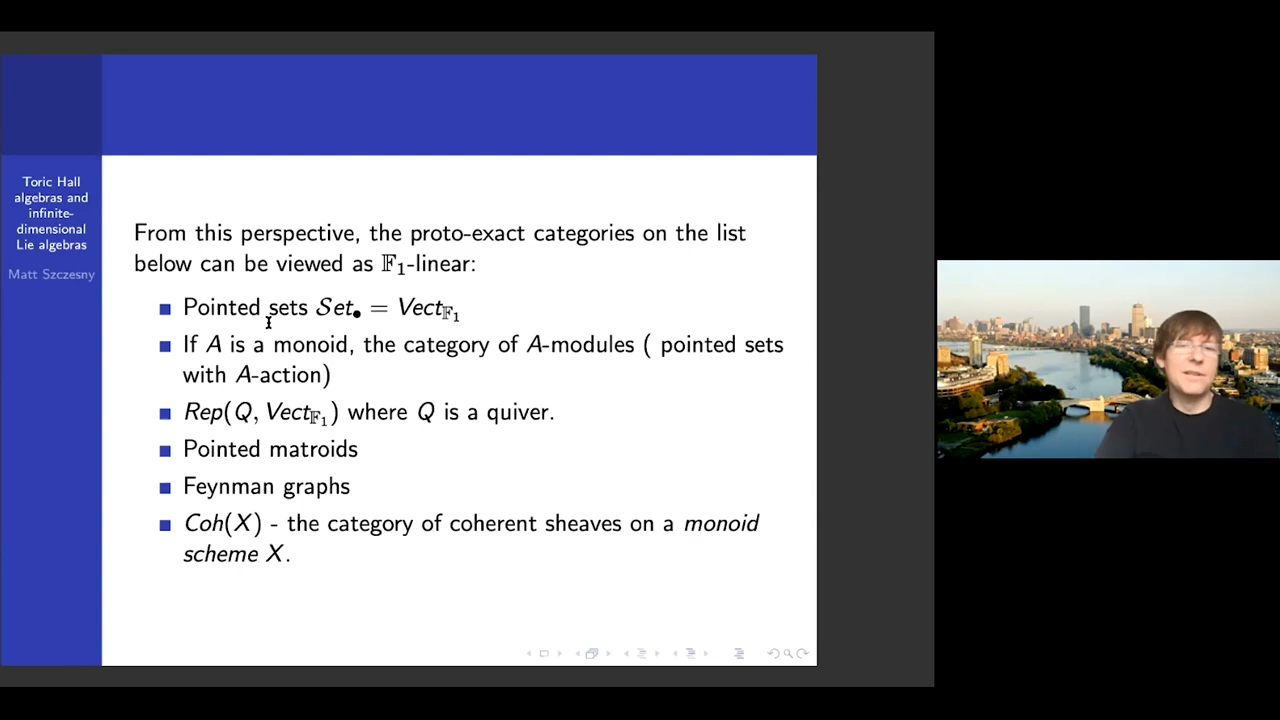 Toric Hall
algebras and
infinite-
dimensional
Lie algebras
Matt Szczesny
From this perspective, the proto-exact categories on the list
below can be viewed as 𝔽₁-linear:
■ Pointed sets 𝒮et• = Vect𝔽₁
■ If A is a monoid, the category of A-modules ( pointed sets
with A-action)
■ Rep(Q, Vect𝔽₁) where Q is a quiver.
■ Pointed matroids
■ Feynman graphs
■ Coh(X) - the category of coherent sheaves on a monoid
scheme X.